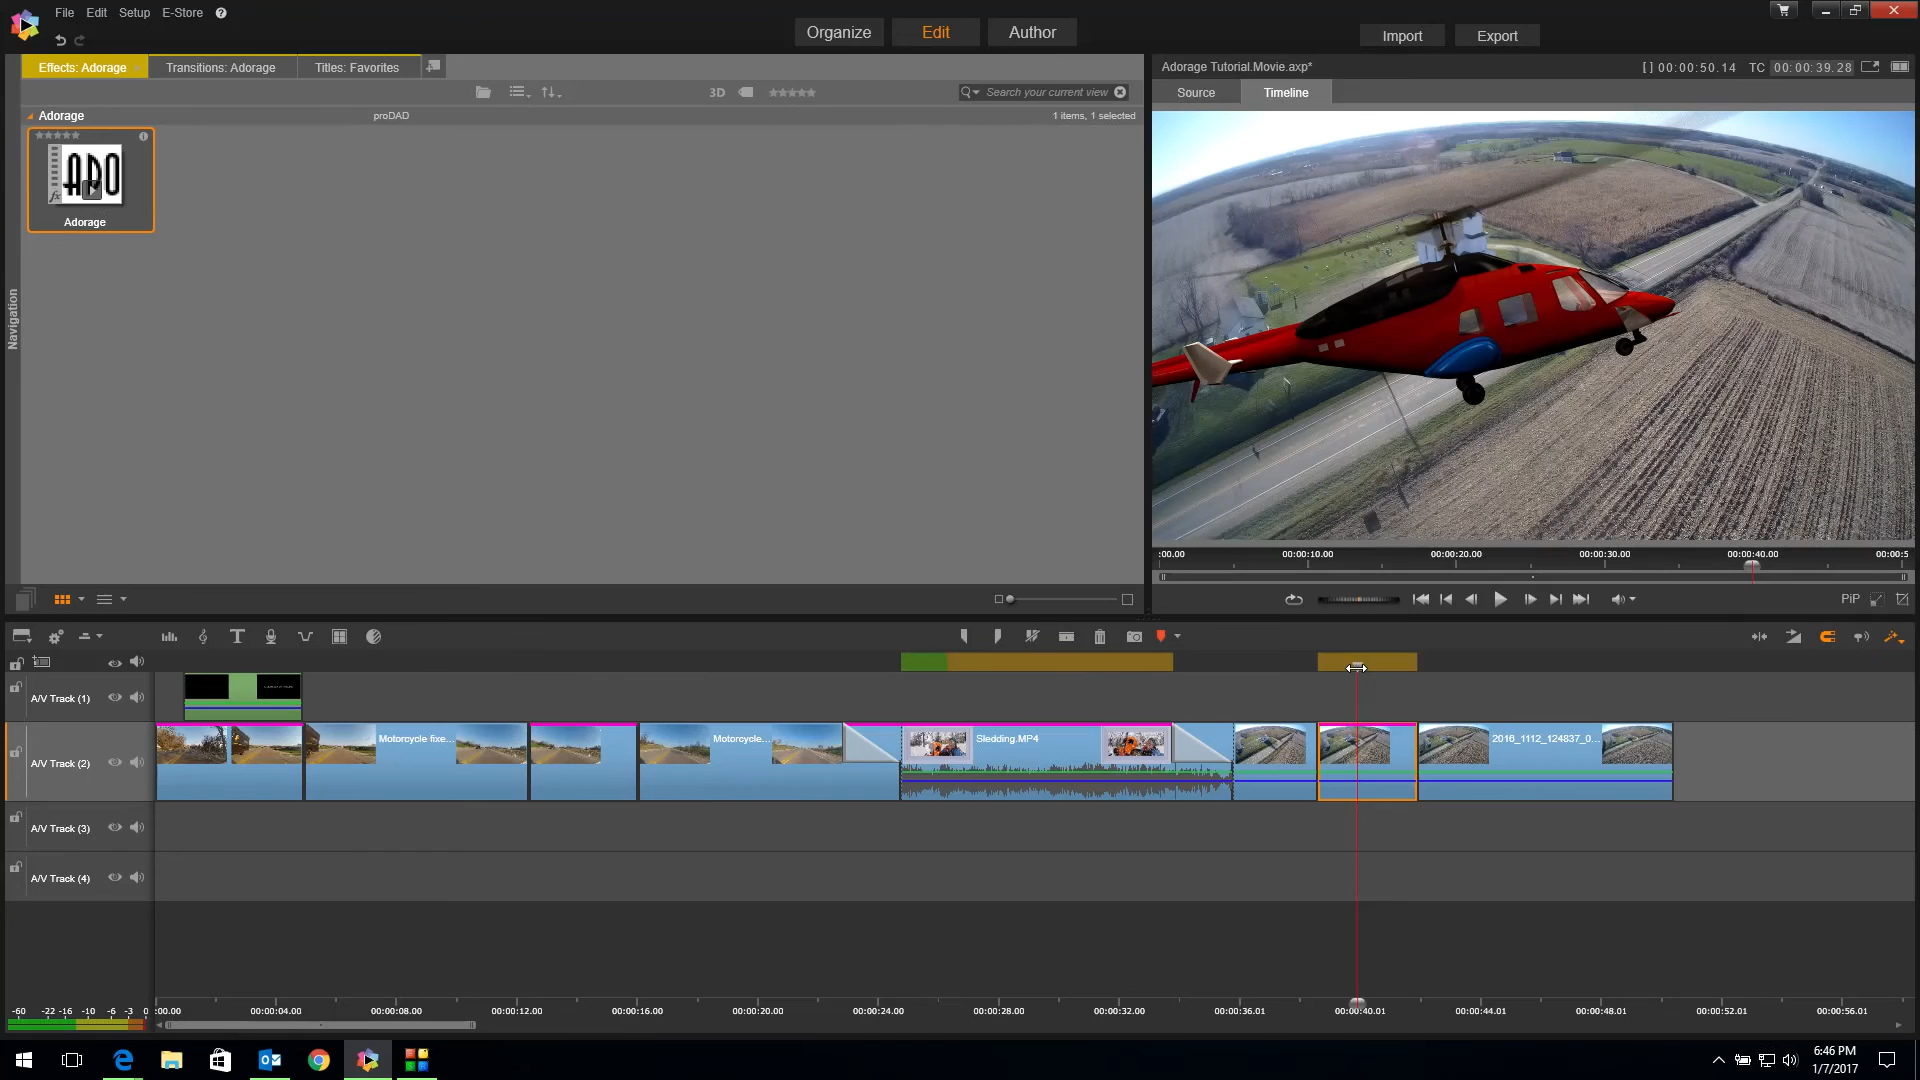 File Edit Setup E-Store
Organize Edit Author
Import Export
Effects: Adorage Transitions: Adorage Titles: Favorites
Adorage Tutorial.Movie.axp*
[ ] 00:00:50.14 TC 00:00:39.28
Source Timeline
3D
Search your current view
Adorage proDAD 1 items, 1 selected
ADO
fx
Adorage
Navigation
:00.00 00:00:10.00 00:00:20.00 00:00:30.00 00:00:40.00 00:00:5
PiP
A/V Track (1)
A/V Track (2)
Motorcycle fixe...
Motorcycle...
Sledding.MP4
2016_1112_124837_0...
A/V Track (3)
A/V Track (4)
-60 -22 -16 -10 -6 -3 0
:00.00 00:00:04.00 00:00:08.00 00:00:12.00 00:00:16.00 00:00:20.00 00:00:24.00 00:00:28.00 00:00:32.00 00:00:36.01 00:00:40.01 00:00:44.01 00:00:48.01 00:00:52.01 00:00:56.01
6:46 PM
1/7/2017